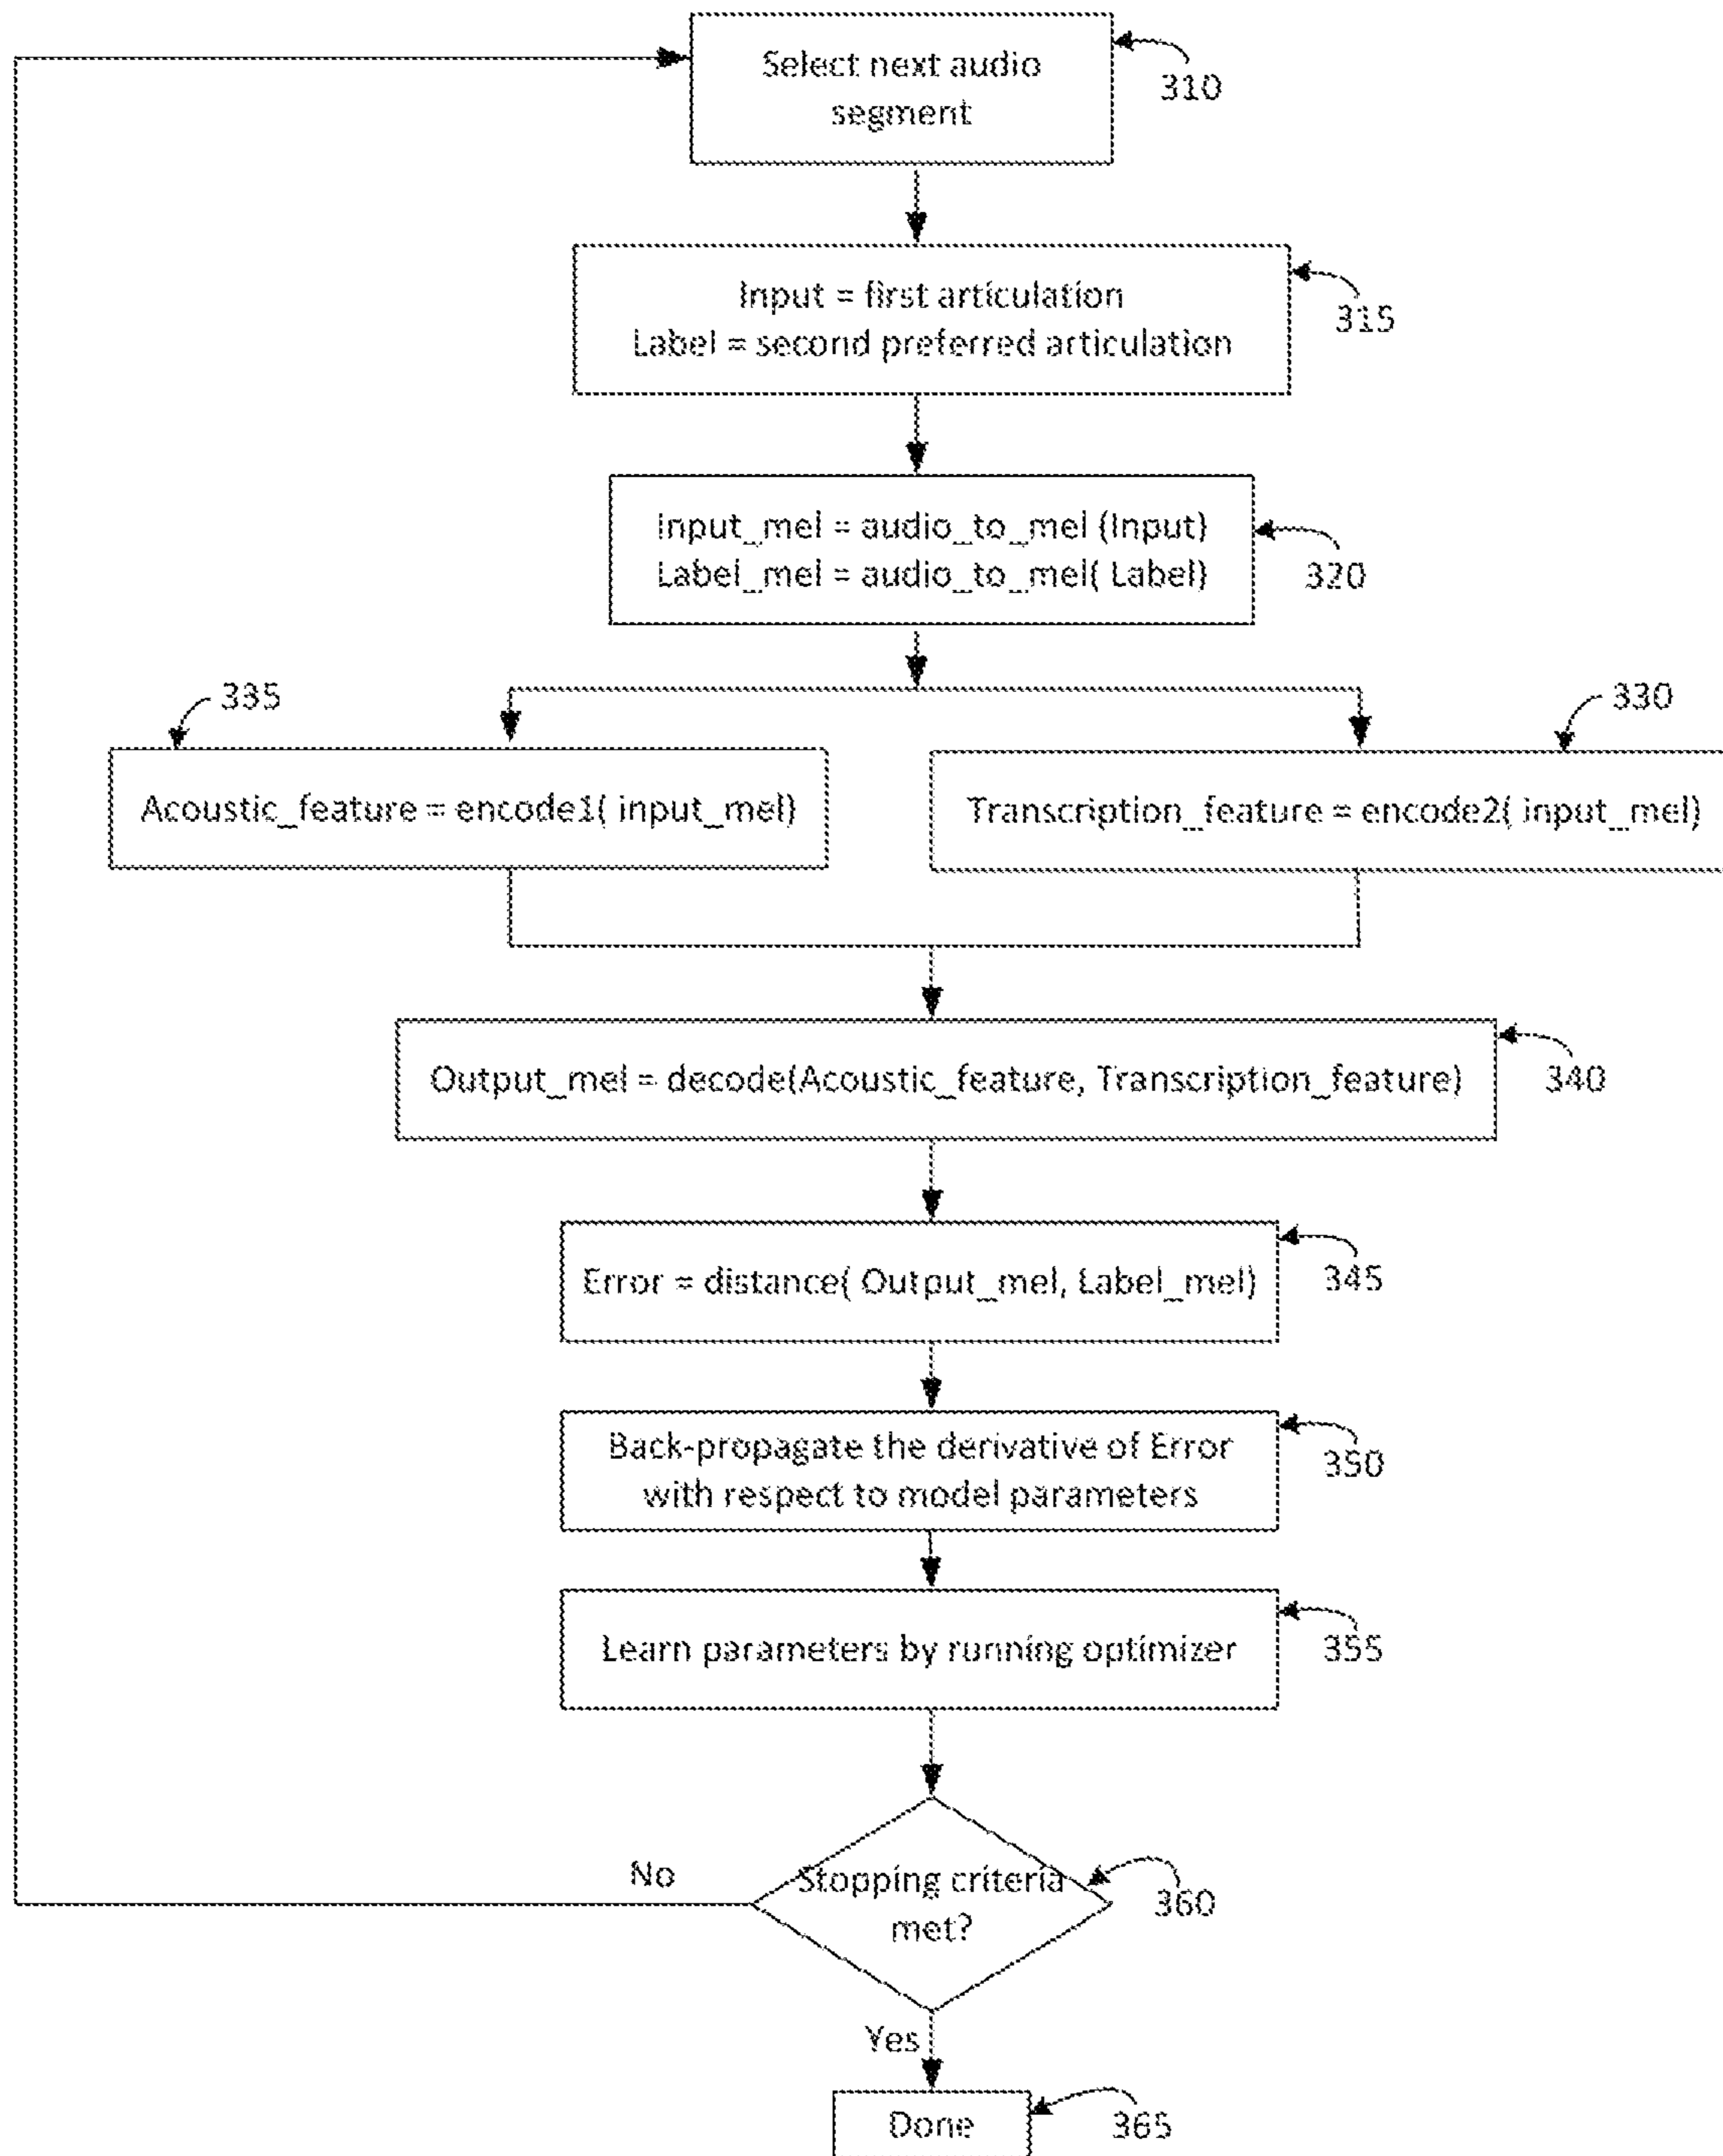 Select next audio
segment
310
Input = first articulation
Label = second preferred articulation
315
Input_mel = audio_to_mel (Input)
Label_mel = audio_to_mel( Label)
320
335
330
Acoustic_feature = encode1( input_mel)
Transcription_feature = encode2( input_mel)
Output_mel = decode(Acoustic_feature, Transcription_feature)
340
Error = distance( Output_mel, Label_mel)
345
Back-propagate the derivative of Error
with respect to model parameters
350
Learn parameters by running optimizer
355
No
Stopping criteria
met?
360
Yes
Done
365